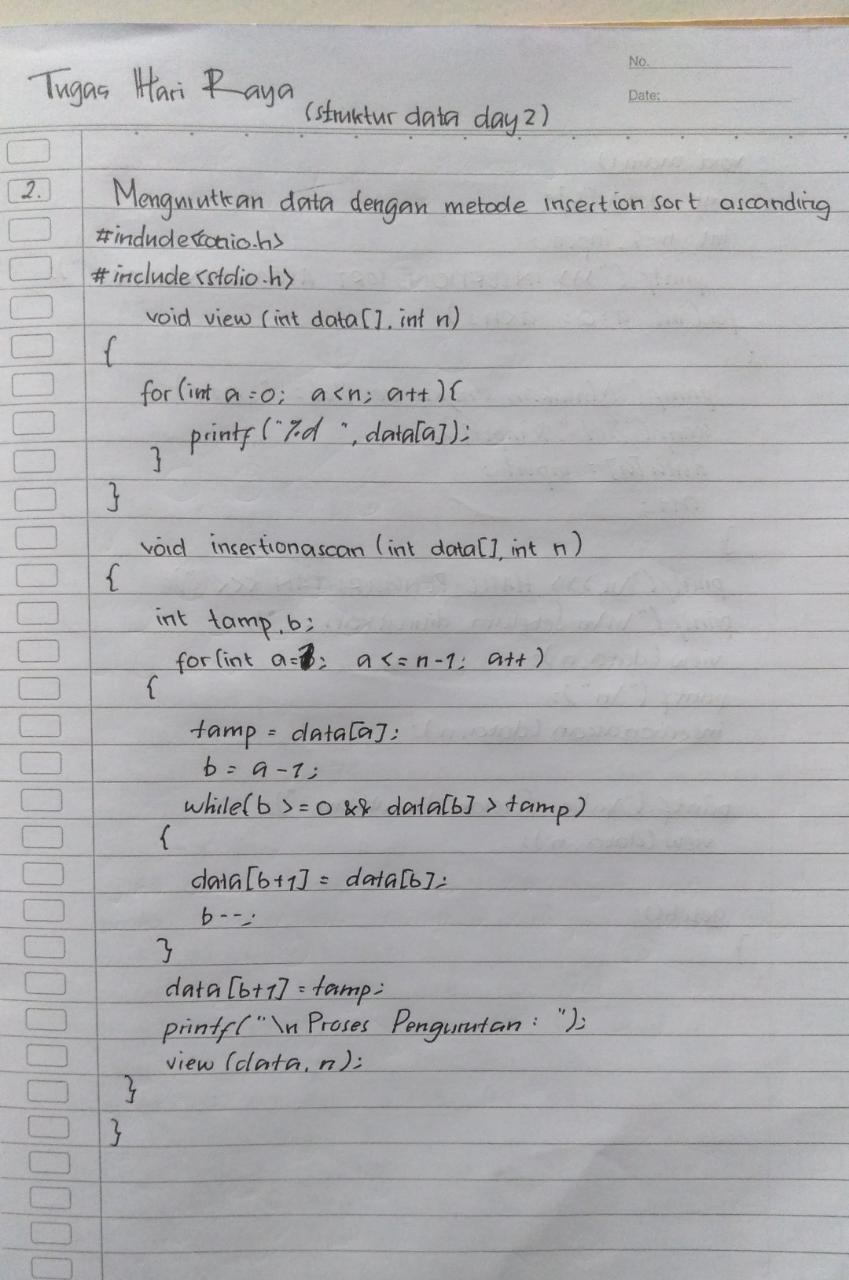 No.
Tugas Hari Raya
Date:
(struktur data day 2)
2. Mengurutkan data dengan metode insertion sort ascanding
#include<conio.h>
#include<stdio.h>
void view (int data[], int n)
{
for (int a=0; a<n; a++){
printf ("%d ", data[a]);
}
}
void insertionascan (int data[], int n)
{
int tamp, b;
for (int a=1; a<=n-1; a++)
{
tamp = data[a];
b = a-1;
while(b >=0 && data[b] > tamp)
{
data[b+1] = data[b];
b--;
}
data[b+1] = tamp;
printf("\n Proses Pengurutan : ");
view (data, n);
}
}